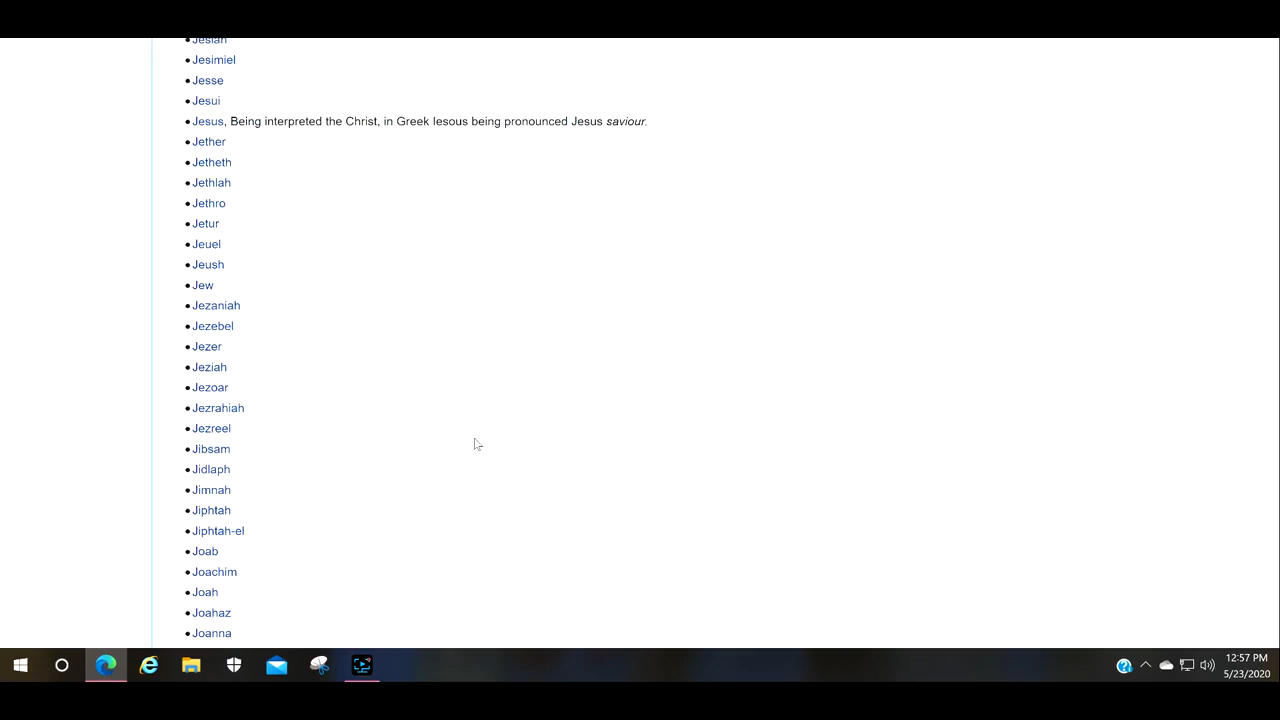 Jesiah
• Jesimiel
• Jesse
• Jesui
• Jesus, Being interpreted the Christ, in Greek Iesous being pronounced Jesus saviour.
• Jether
• Jetheth
• Jethlah
• Jethro
• Jetur
• Jeuel
• Jeush
• Jew
• Jezaniah
• Jezebel
• Jezer
• Jeziah
• Jezoar
• Jezrahiah
• Jezreel
• Jibsam
• Jidlaph
• Jimnah
• Jiphtah
• Jiphtah-el
• Joab
• Joachim
• Joah
• Joahaz
• Joanna
12:57 PM
5/23/2020